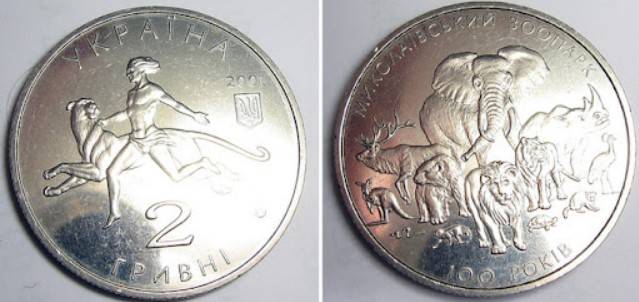 УКРАЇНА
2001
2
ГРИВНІ
МИКОЛАЇВСЬКИЙ ЗООПАРК
100 РОКІВ